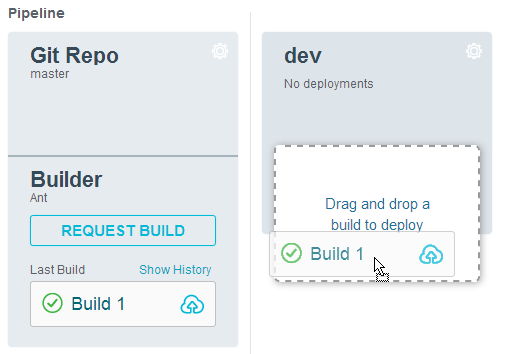 Pipeline
Git Repo
master
Builder
Ant
REQUEST BUILD
Last Build Show History
Build 1
dev
No deployments
Drag and drop a
build to deploy
Build 1